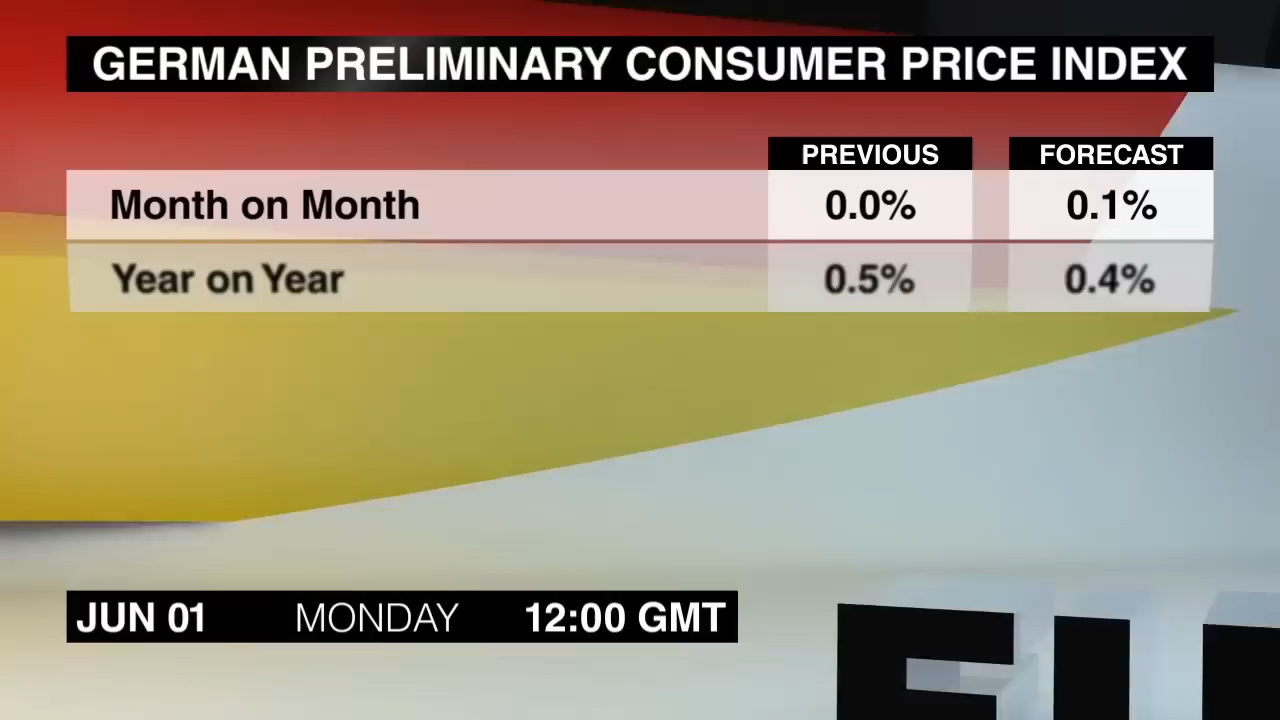 GERMAN PRELIMINARY CONSUMER PRICE INDEX
PREVIOUS FORECAST
Month on Month 0.0% 0.1%
Year on Year 0.5% 0.4%
JUN 01 MONDAY 12:00 GMT